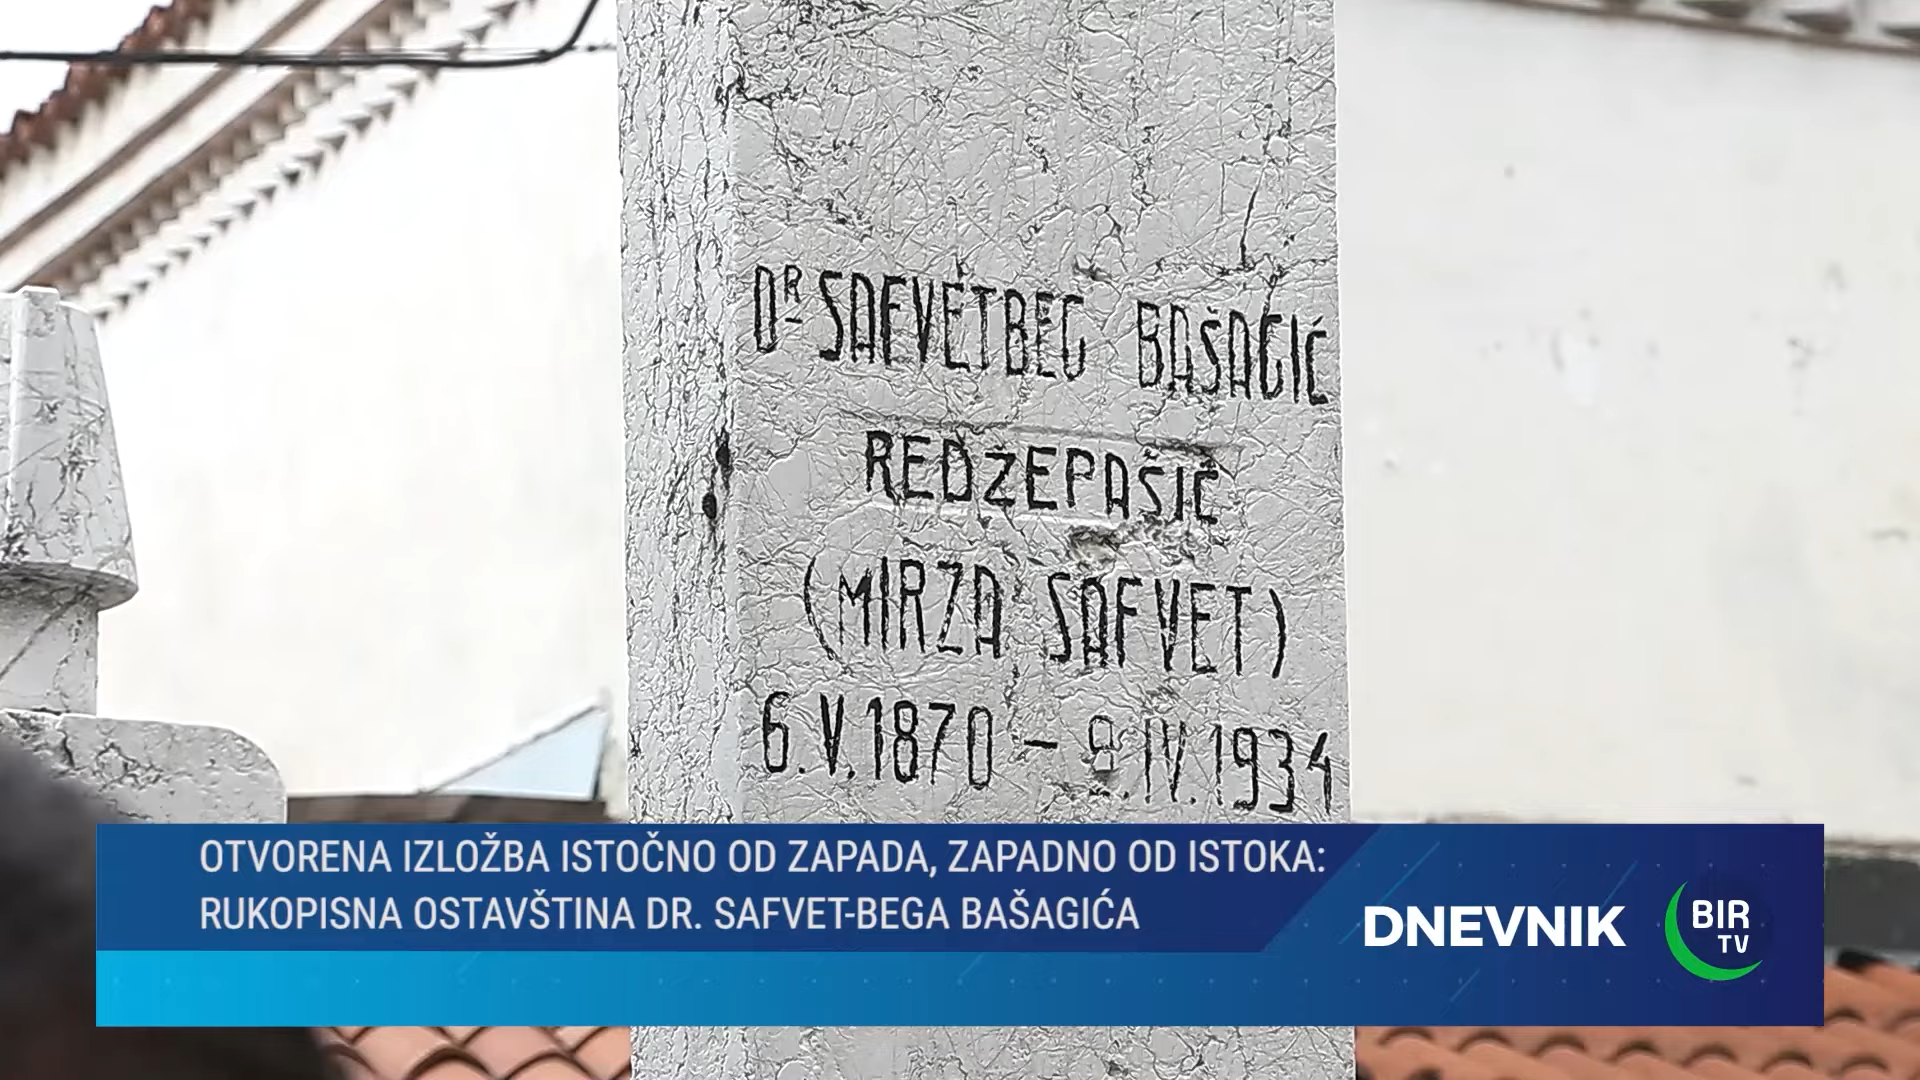 DR SAFVETBEG BAŠAGIĆ
REDŽEPAŠIĆ
(MIRZA SAFVET)
6.V.1870 – 8.IV.1934
OTVORENA IZLOŽBA ISTOČNO OD ZAPADA, ZAPADNO OD ISTOKA:
RUKOPISNA OSTAVŠTINA DR. SAFVET-BEGA BAŠAGIĆA
DNEVNIK
BIR
TV